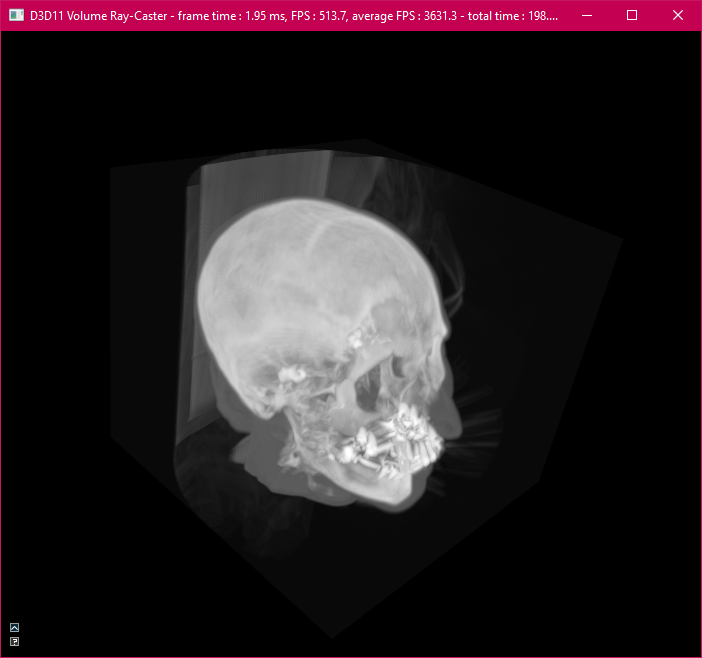 D3D11 Volume Ray-Caster - frame time : 1.95 ms, FPS : 513.7, average FPS : 3631.3 - total time : 198....
?